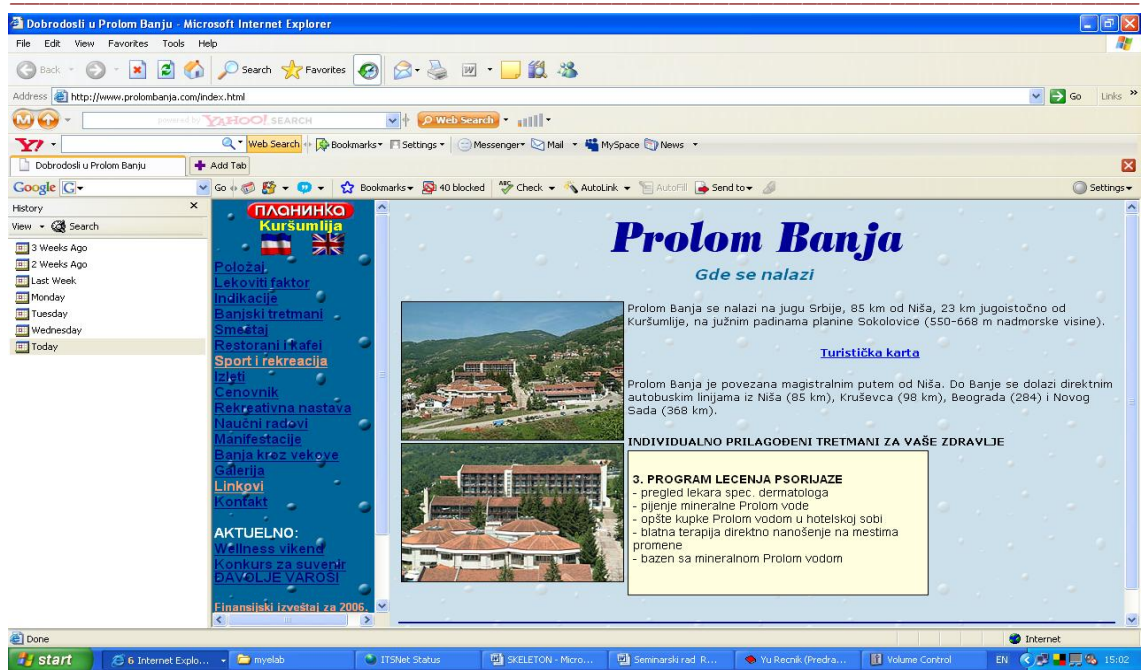 Dobrodosli u Prolom Banju - Microsoft Internet Explorer
File Edit View Favorites Tools Help
Back Search Favorites
Address http://www.prolombanja.com/index.html Go Links »
powered by YAHOO! SEARCH Web Search
Y! Web Search Bookmarks Settings Messenger Mail MySpace News
Dobrodosli u Prolom Banju Add Tab
Google G Go Bookmarks 40 blocked Check AutoLink AutoFill Send to Settings
History
View Search
3 Weeks Ago
2 Weeks Ago
Last Week
Monday
Tuesday
Wednesday
Today
планинка
Kuršumlija
Položaj
Lekoviti faktor
Indikacije
Banjski tretmani
Smeštaj
Restorani i kafei
Sport i rekreacija
Izleti
Cenovnik
Rekreativna nastava
Naučni radovi
Manifestacije
Banja kroz vekove
Galerija
Linkovi
Kontakt
AKTUELNO:
Wellness vikend
Konkurs za suvenir
ĐAVOLJE VAROŠI
Finansijski izveštaj za 2006.
Prolom Banja
Gde se nalazi
Prolom Banja se nalazi na jugu Srbije, 85 km od Niša, 23 km jugoistočno od
Kuršumlije, na južnim padinama planine Sokolovice (550-668 m nadmorske visine).
Turistička karta
Prolom Banja je povezana magistralnim putem od Niša. Do Banje se dolazi direktnim
autobuskim linijama iz Niša (85 km), Kruševca (98 km), Beograda (284) i Novog
Sada (368 km).
INDIVIDUALNO PRILAGOĐENI TRETMANI ZA VAŠE ZDRAVLJE
3. PROGRAM LECENJA PSORIJAZE
- pregled lekara spec. dermatologa
- pijenje mineralne Prolom vode
- opšte kupke Prolom vodom u hotelskoj sobi
- blatna terapija direktno nanošenje na mestima
promene
- bazen sa mineralnom Prolom vodom
Done Internet
start 6 Internet Explo... myelab ITSNet Status SKELETON - Micro... Seminarski rad R... Yu Recnik (Predra... Volume Control EN 15:02